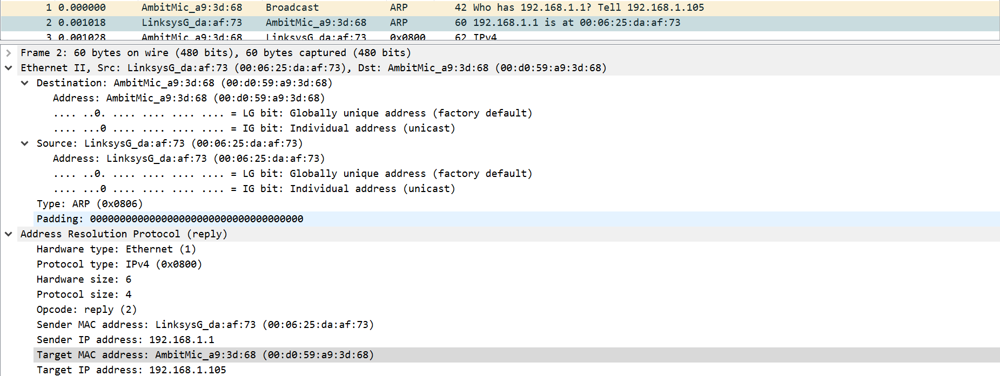 1 0.000000 AmbitMic_a9:3d:68 Broadcast ARP 42 Who has 192.168.1.1? Tell 192.168.1.105
2 0.001018 LinksysG_da:af:73 AmbitMic_a9:3d:68 ARP 60 192.168.1.1 is at 00:06:25:da:af:73
3 0.001028 AmbitMic_a9:3d:68 LinksysG_da:af:73 0x0800 62 IPv4
Frame 2: 60 bytes on wire (480 bits), 60 bytes captured (480 bits)
Ethernet II, Src: LinksysG_da:af:73 (00:06:25:da:af:73), Dst: AmbitMic_a9:3d:68 (00:d0:59:a9:3d:68)
Destination: AmbitMic_a9:3d:68 (00:d0:59:a9:3d:68)
Address: AmbitMic_a9:3d:68 (00:d0:59:a9:3d:68)
.... ..0. .... .... .... .... = LG bit: Globally unique address (factory default)
.... ...0 .... .... .... .... = IG bit: Individual address (unicast)
Source: LinksysG_da:af:73 (00:06:25:da:af:73)
Address: LinksysG_da:af:73 (00:06:25:da:af:73)
.... ..0. .... .... .... .... = LG bit: Globally unique address (factory default)
.... ...0 .... .... .... .... = IG bit: Individual address (unicast)
Type: ARP (0x0806)
Padding: 000000000000000000000000000000000000
Address Resolution Protocol (reply)
Hardware type: Ethernet (1)
Protocol type: IPv4 (0x0800)
Hardware size: 6
Protocol size: 4
Opcode: reply (2)
Sender MAC address: LinksysG_da:af:73 (00:06:25:da:af:73)
Sender IP address: 192.168.1.1
Target MAC address: AmbitMic_a9:3d:68 (00:d0:59:a9:3d:68)
Target IP address: 192.168.1.105